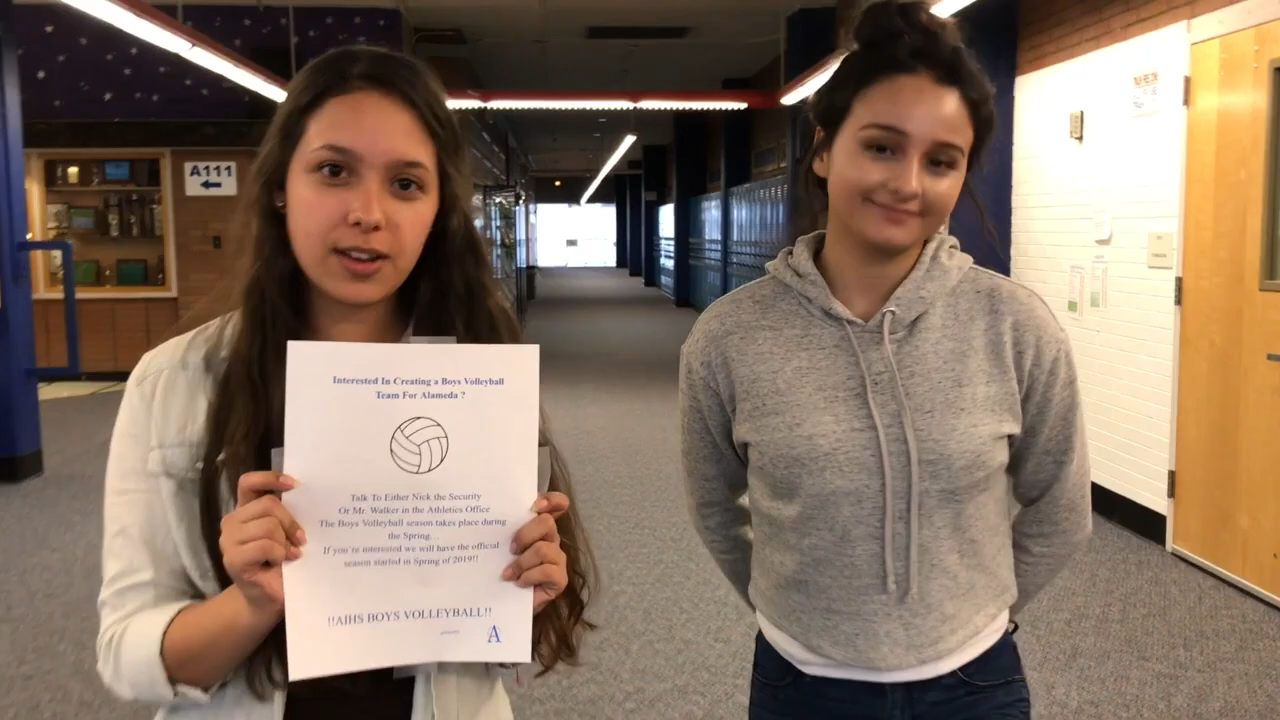 A111
Interested In Creating a Boys Volleyball
Team For Alameda ?
Talk To Either Nick the Security
Or Mr. Walker in the Athletics Office
The Boys Volleyball season takes place during
the Spring...
If you're interested we will have the official
season started in Spring of 2019!!
!!AIHS BOYS VOLLEYBALL!!
A